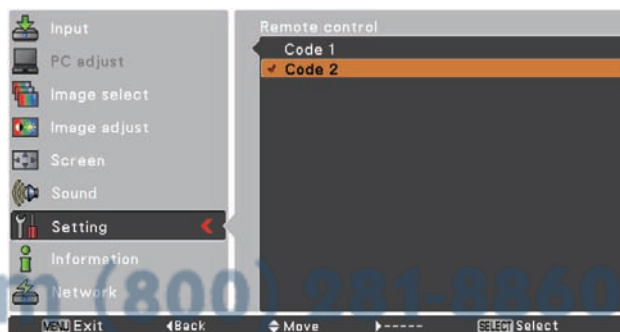 Input
PC adjust
Image select
Image adjust
Screen
Sound
Setting
Information
Network
Remote control
Code 1
✔ Code 2
m (800) 281-8860
MENU Exit ◀Back ◆Move ▶----- SELECT Select